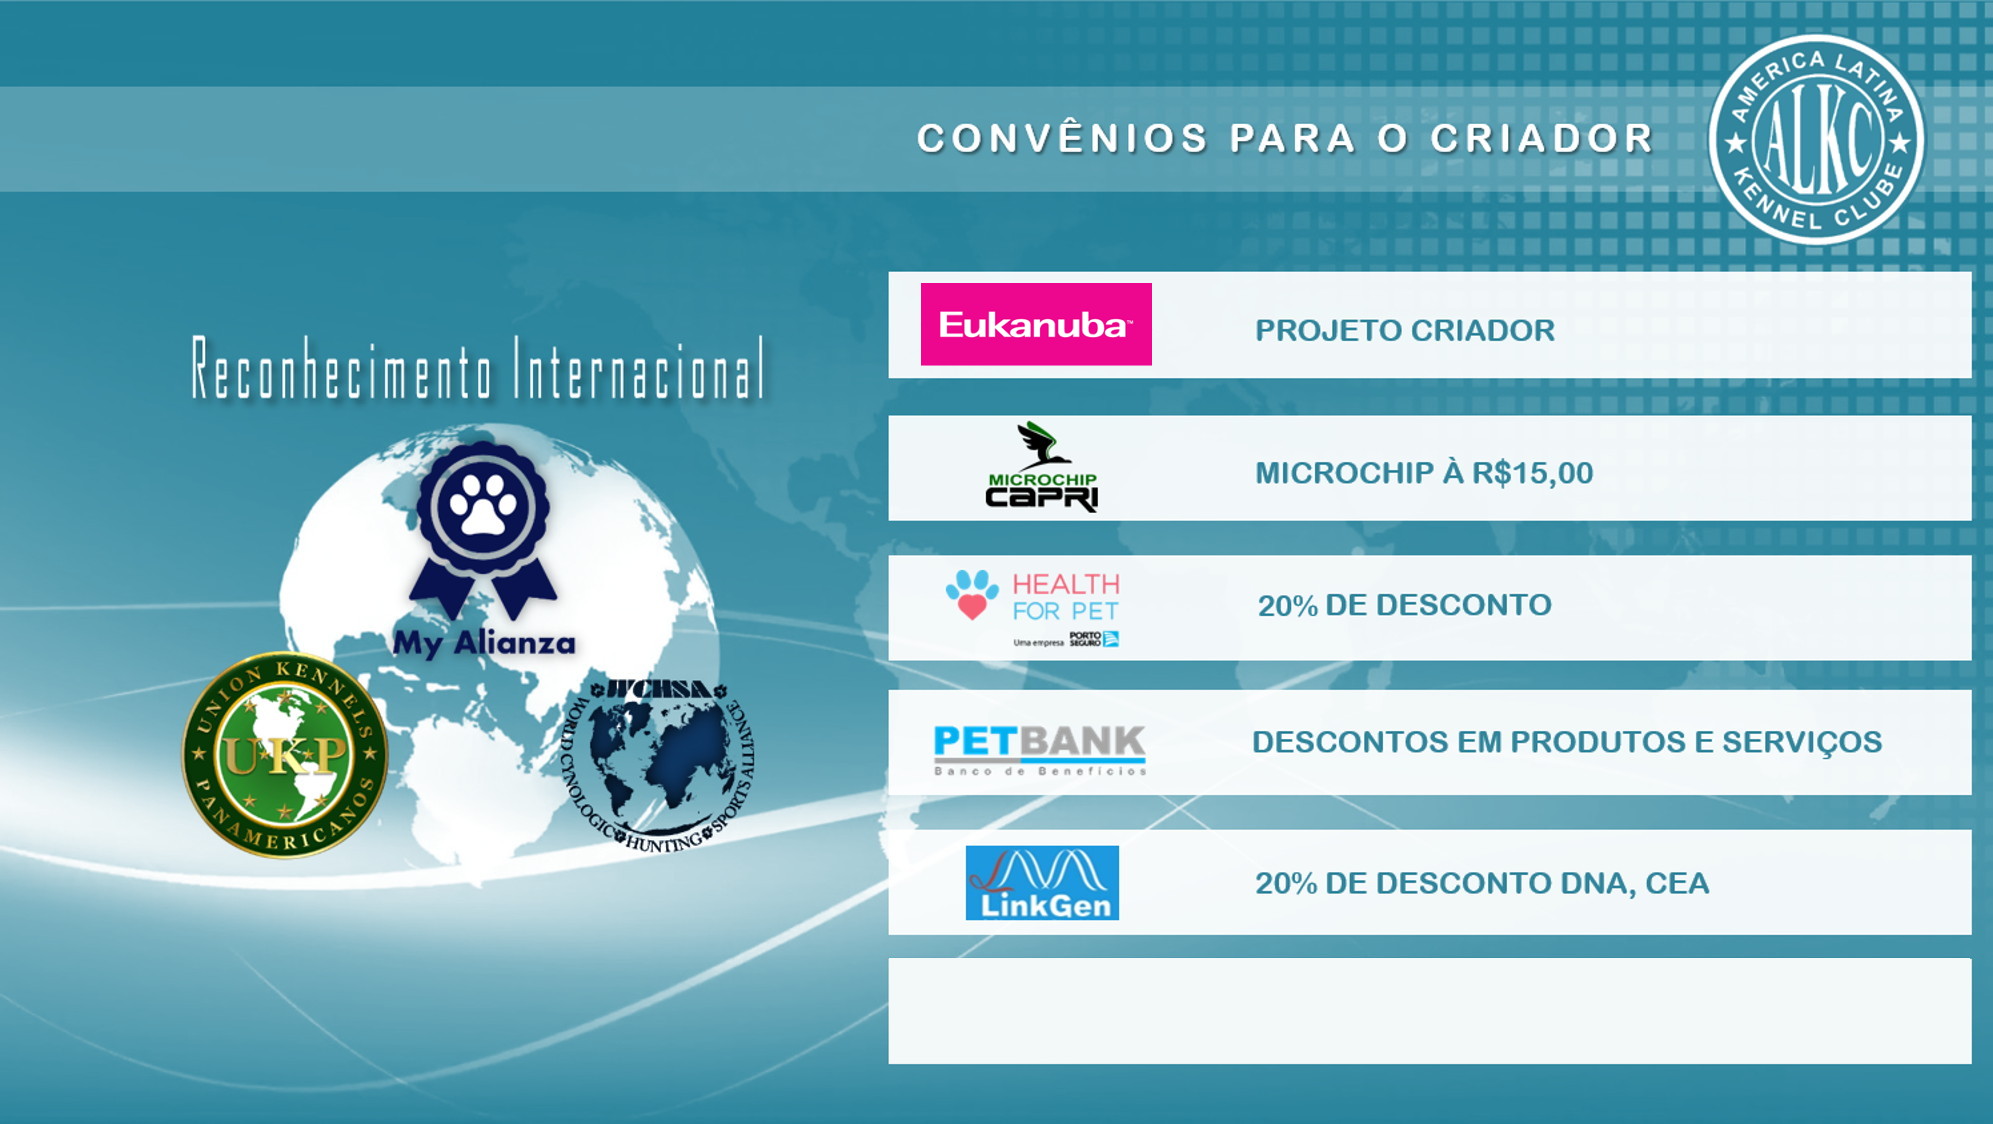 CONVÊNIOS PARA O CRIADOR
AMERICA LATINA
ALKC
KENNEL CLUBE
Reconhecimento Internacional
My Alianza
UNION KENNELS
UKP
PANAMERICANOS
WCHSA
WORLD CYNOLOGIC HUNTING SPORTS ALLIANCE
Eukanuba™
PROJETO CRIADOR
MICROCHIP
CAPRI
MICROCHIP À R$15,00
HEALTH
FOR PET
Uma empresa PORTO
SEGURO
20% DE DESCONTO
PETBANK
Banco de Benefícios
DESCONTOS EM PRODUTOS E SERVIÇOS
LinkGen
20% DE DESCONTO DNA, CEA